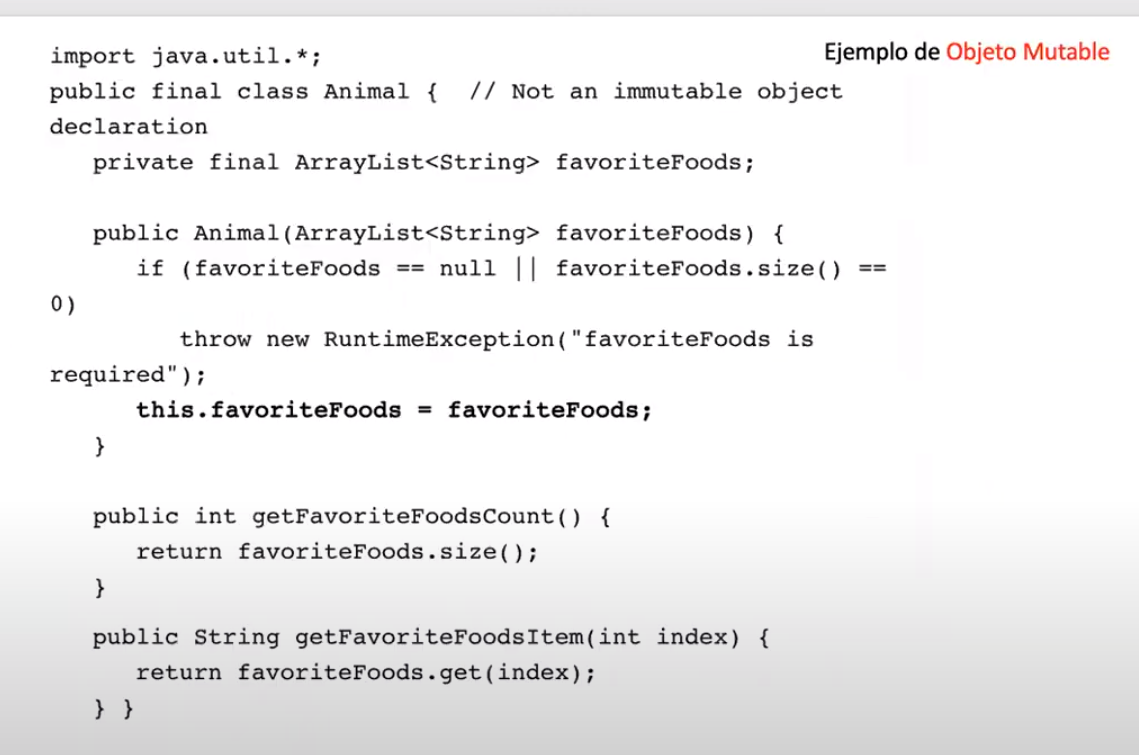 Ejemplo de Objeto Mutable
import java.util.*;
public final class Animal {  // Not an immutable object
declaration
   private final ArrayList<String> favoriteFoods;

   public Animal(ArrayList<String> favoriteFoods) {
      if (favoriteFoods == null || favoriteFoods.size() ==
0)
         throw new RuntimeException("favoriteFoods is
required");
      this.favoriteFoods = favoriteFoods;
   }

   public int getFavoriteFoodsCount() {
      return favoriteFoods.size();
   }
   public String getFavoriteFoodsItem(int index) {
      return favoriteFoods.get(index);
   } }